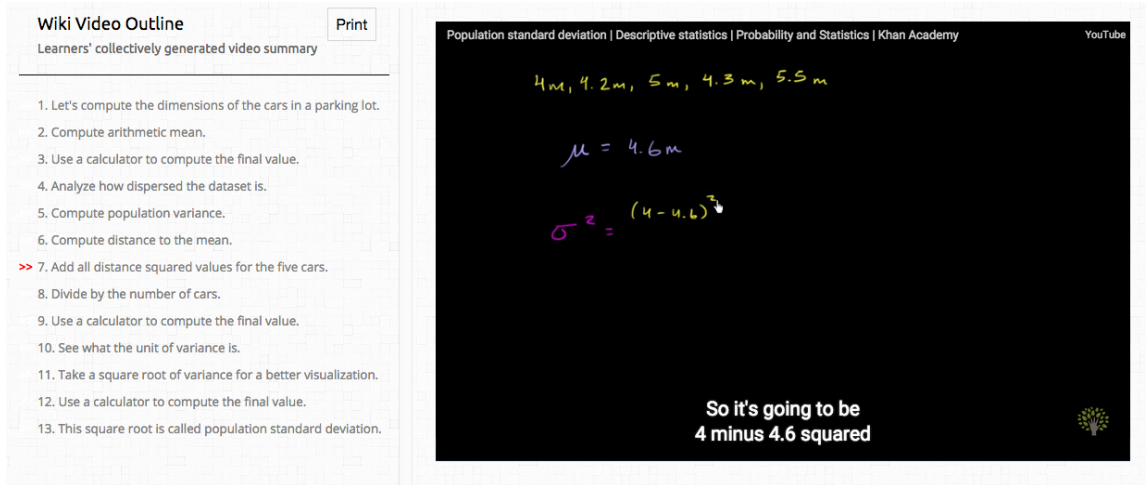 Wiki Video Outline
Print
Learners' collectively generated video summary
1. Let's compute the dimensions of the cars in a parking lot.
2. Compute arithmetic mean.
3. Use a calculator to compute the final value.
4. Analyze how dispersed the dataset is.
5. Compute population variance.
6. Compute distance to the mean.
>> 7. Add all distance squared values for the five cars.
8. Divide by the number of cars.
9. Use a calculator to compute the final value.
10. See what the unit of variance is.
11. Take a square root of variance for a better visualization.
12. Use a calculator to compute the final value.
13. This square root is called population standard deviation.
Population standard deviation | Descriptive statistics | Probability and Statistics | Khan Academy
YouTube
4m, 4.2m, 5m, 4.3m, 5.5m
μ = 4.6m
σ² = (4-4.6)²
So it's going to be
4 minus 4.6 squared